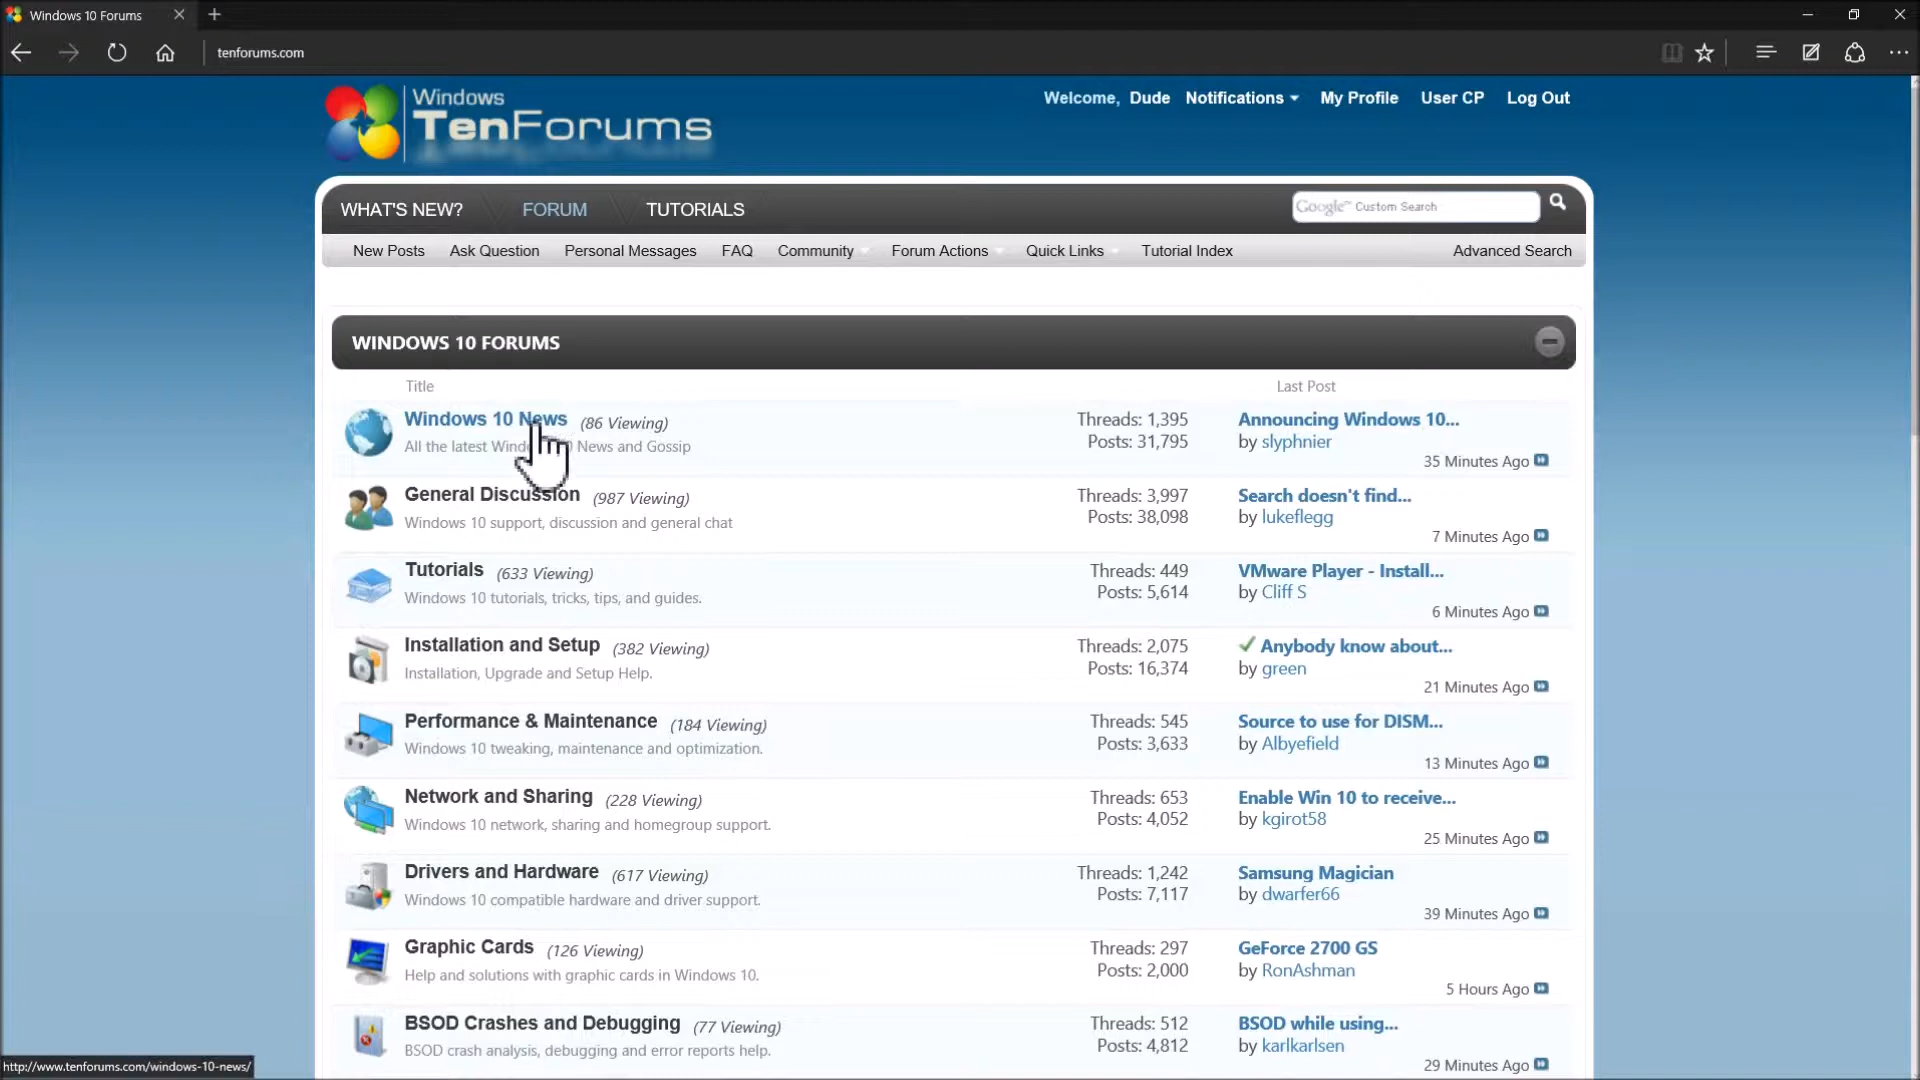 Windows 10 Forums
tenforums.com
Windows
TenForums
Welcome, Dude Notifications My Profile User CP Log Out
WHAT'S NEW? FORUM TUTORIALS
Google™ Custom Search
New Posts Ask Question Personal Messages FAQ Community Forum Actions Quick Links Tutorial Index Advanced Search
WINDOWS 10 FORUMS
Title Last Post
Windows 10 News (86 Viewing) Threads: 1,395 Announcing Windows 10...
All the latest News and Gossip Posts: 31,795 by slyphnier
35 Minutes Ago
General Discussion (987 Viewing) Threads: 3,997 Search doesn't find...
Windows 10 support, discussion and general chat Posts: 38,098 by lukeflegg
7 Minutes Ago
Tutorials (633 Viewing) Threads: 449 VMware Player - Install...
Windows 10 tutorials, tricks, tips, and guides. Posts: 5,614 by Cliff S
6 Minutes Ago
Installation and Setup (382 Viewing) Threads: 2,075 Anybody know about...
Installation, Upgrade and Setup Help. Posts: 16,374 by green
21 Minutes Ago
Performance & Maintenance (184 Viewing) Threads: 545 Source to use for DISM...
Windows 10 tweaking, maintenance and optimization. Posts: 3,633 by Albyefield
13 Minutes Ago
Network and Sharing (228 Viewing) Threads: 653 Enable Win 10 to receive...
Windows 10 network, sharing and homegroup support. Posts: 4,052 by kgirot58
25 Minutes Ago
Drivers and Hardware (617 Viewing) Threads: 1,242 Samsung Magician
Windows 10 compatible hardware and driver support. Posts: 7,117 by dwarfer66
39 Minutes Ago
Graphic Cards (126 Viewing) Threads: 297 GeForce 2700 GS
Help and solutions with graphic cards in Windows 10. Posts: 2,000 by RonAshman
5 Hours Ago
BSOD Crashes and Debugging (77 Viewing) Threads: 512 BSOD while using...
BSOD crash analysis, debugging and error reports help. Posts: 4,812 by karlkarlsen
29 Minutes Ago
http://www.tenforums.com/windows-10-news/